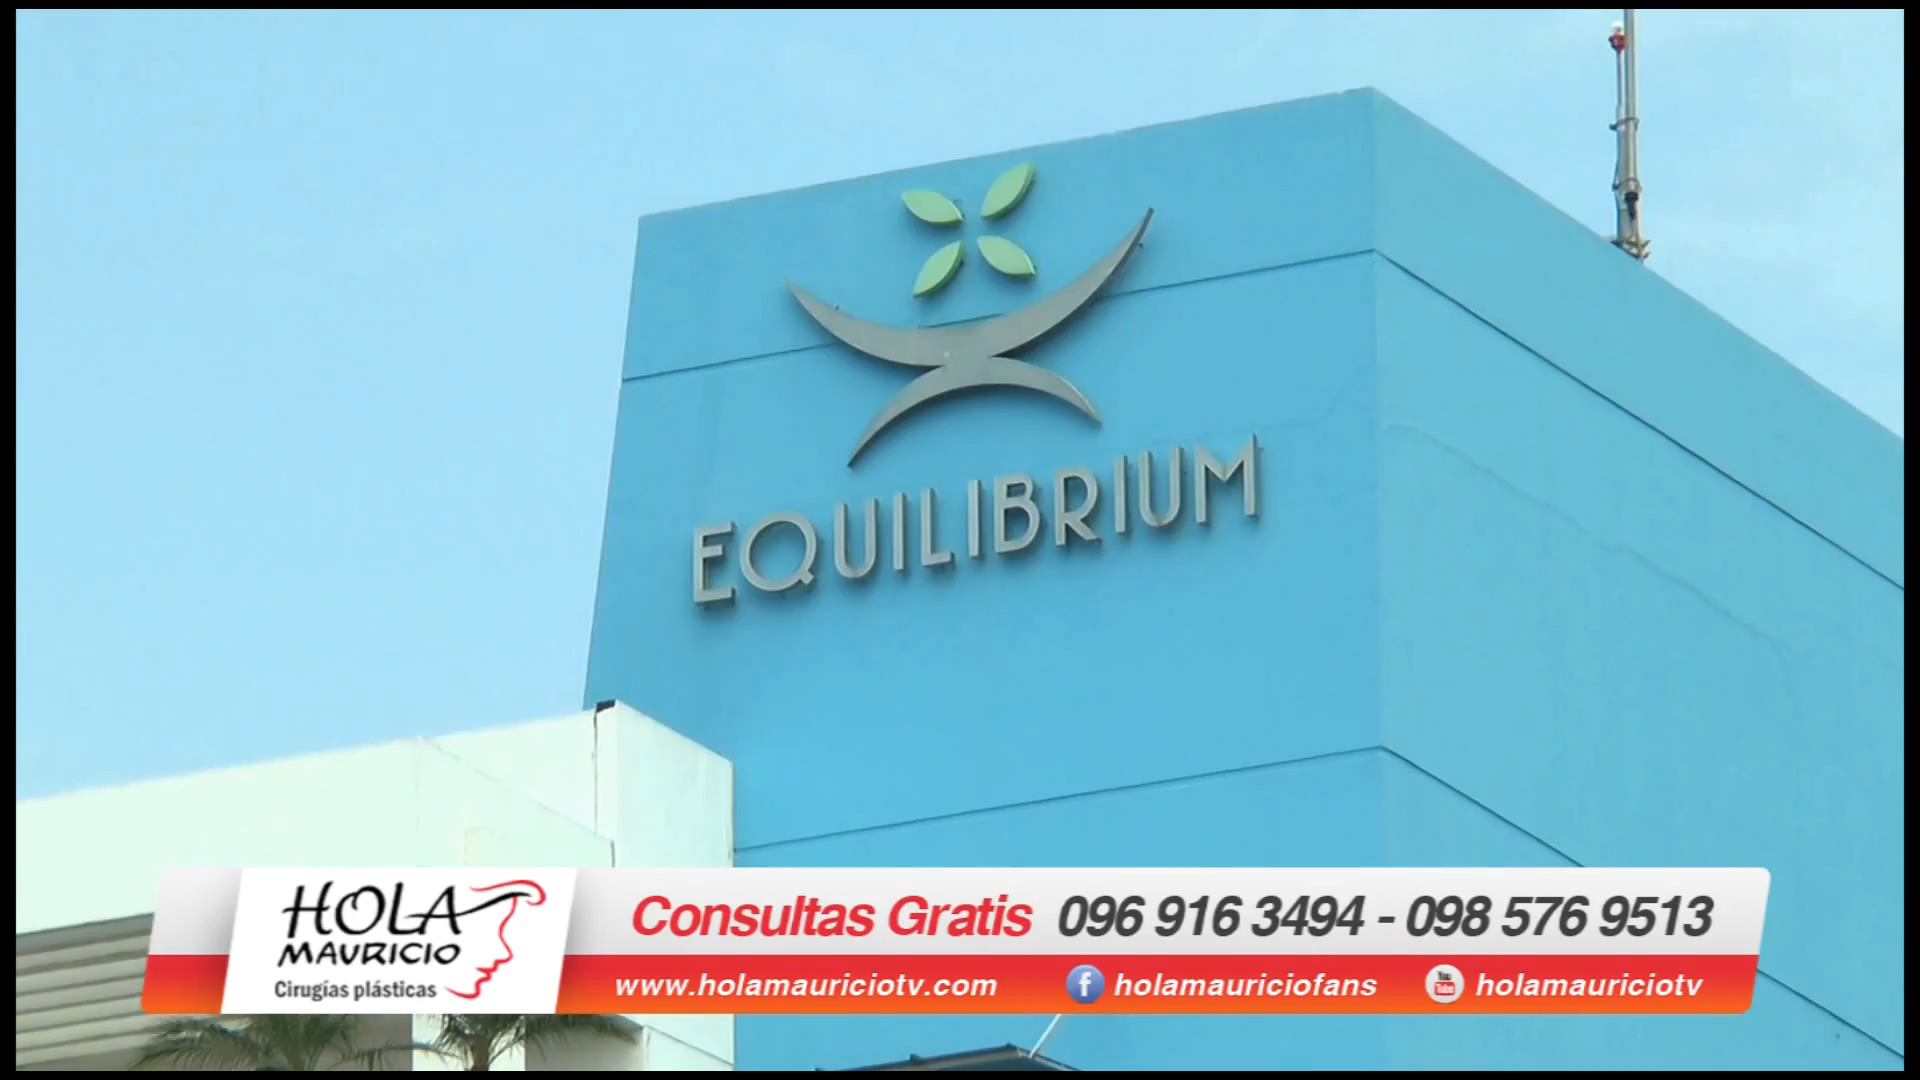 EQUILIBRIUM
HOLA
MAURICIO
Cirugías plásticas
Consultas Gratis 096 916 3494 - 098 576 9513
www.holamauriciotv.com holamauriciofans You Tube holamauriciotv